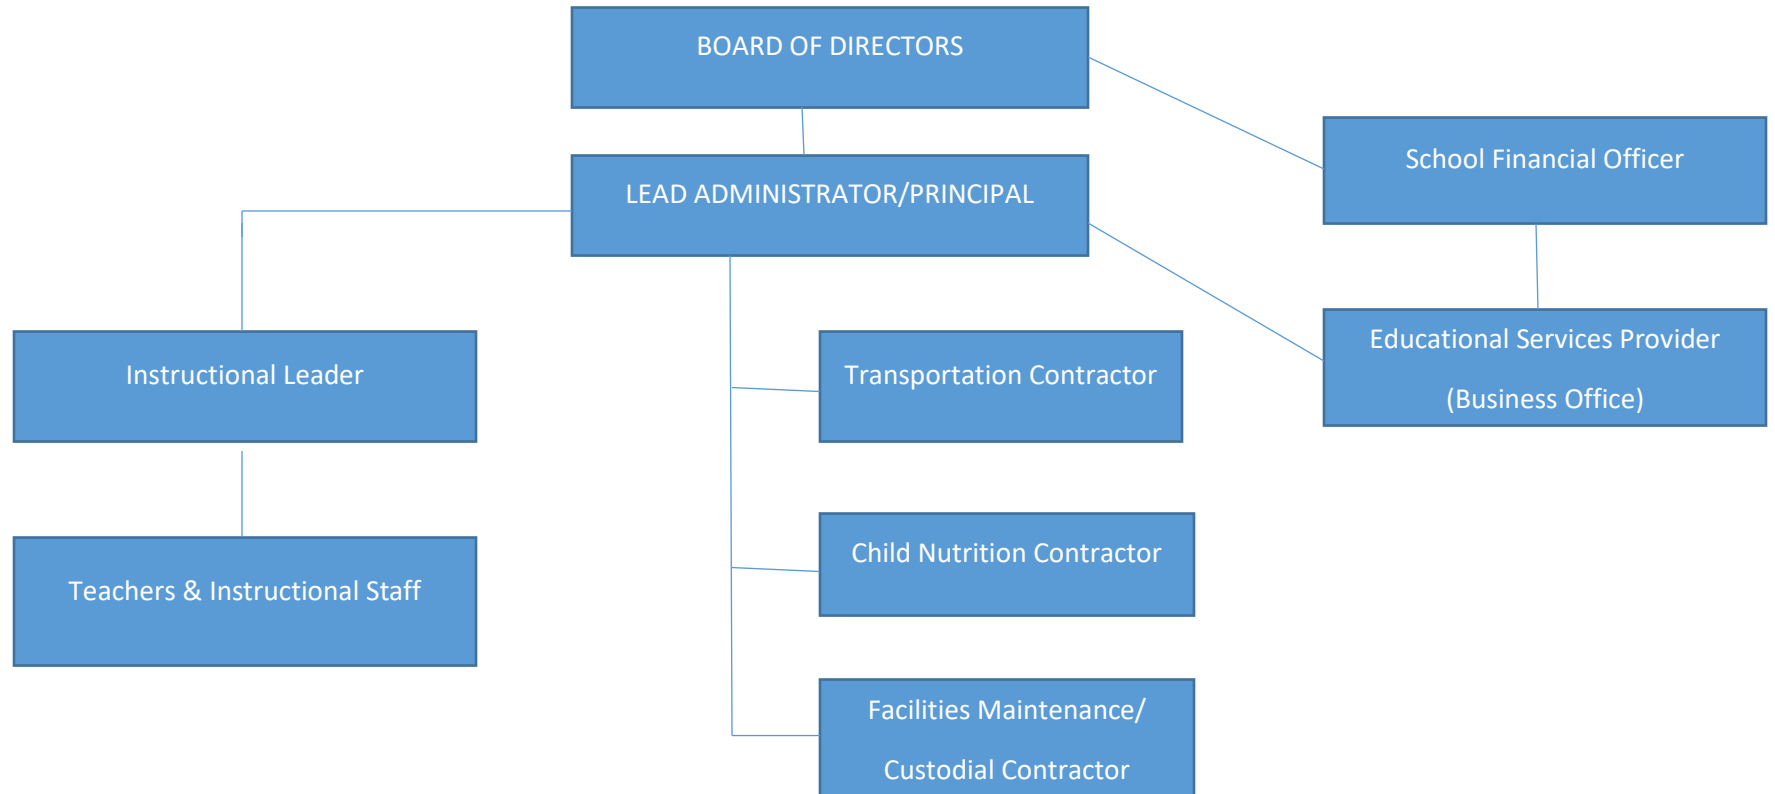 BOARD OF DIRECTORS
School Financial Officer
LEAD ADMINISTRATOR/PRINCIPAL
Educational Services Provider
(Business Office)
Instructional Leader
Transportation Contractor
Child Nutrition Contractor
Teachers & Instructional Staff
Facilities Maintenance/
Custodial Contractor